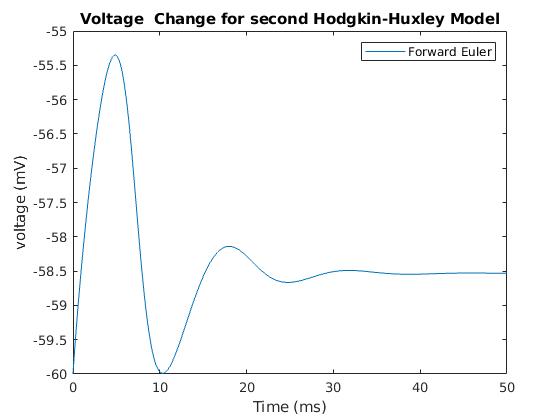 Voltage  Change for second Hodgkin-Huxley Model
Forward Euler
voltage (mV)
-55
-55.5
-56
-56.5
-57
-57.5
-58
-58.5
-59
-59.5
-60
0 10 20 30 40 50
Time (ms)